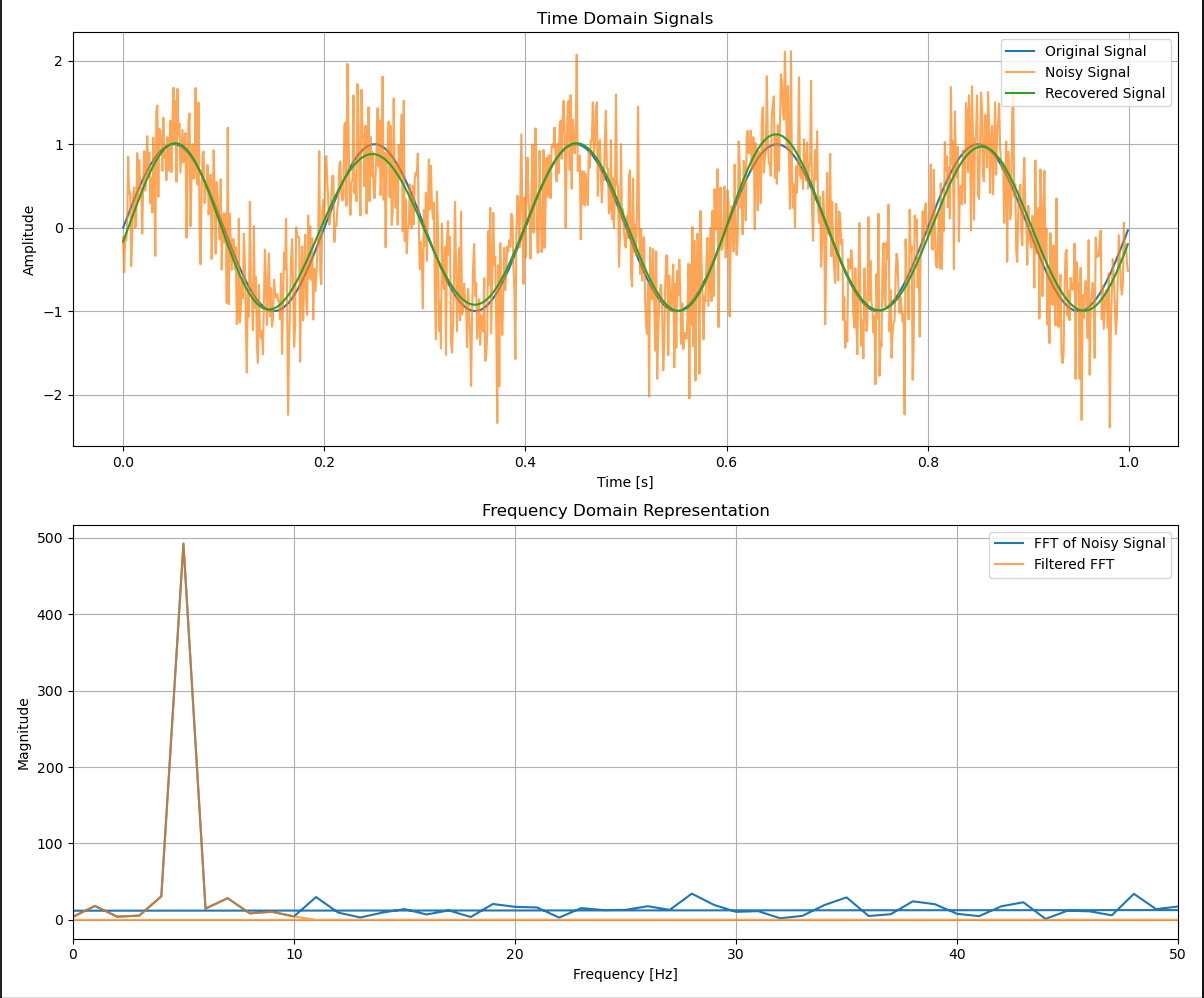 Time Domain Signals
Original Signal
Noisy Signal
Recovered Signal
2
1
0
−1
−2
Amplitude
0.0 0.2 0.4 0.6 0.8 1.0
Time [s]
Frequency Domain Representation
FFT of Noisy Signal
Filtered FFT
500
400
300
200
100
0
Magnitude
0 10 20 30 40 50
Frequency [Hz]